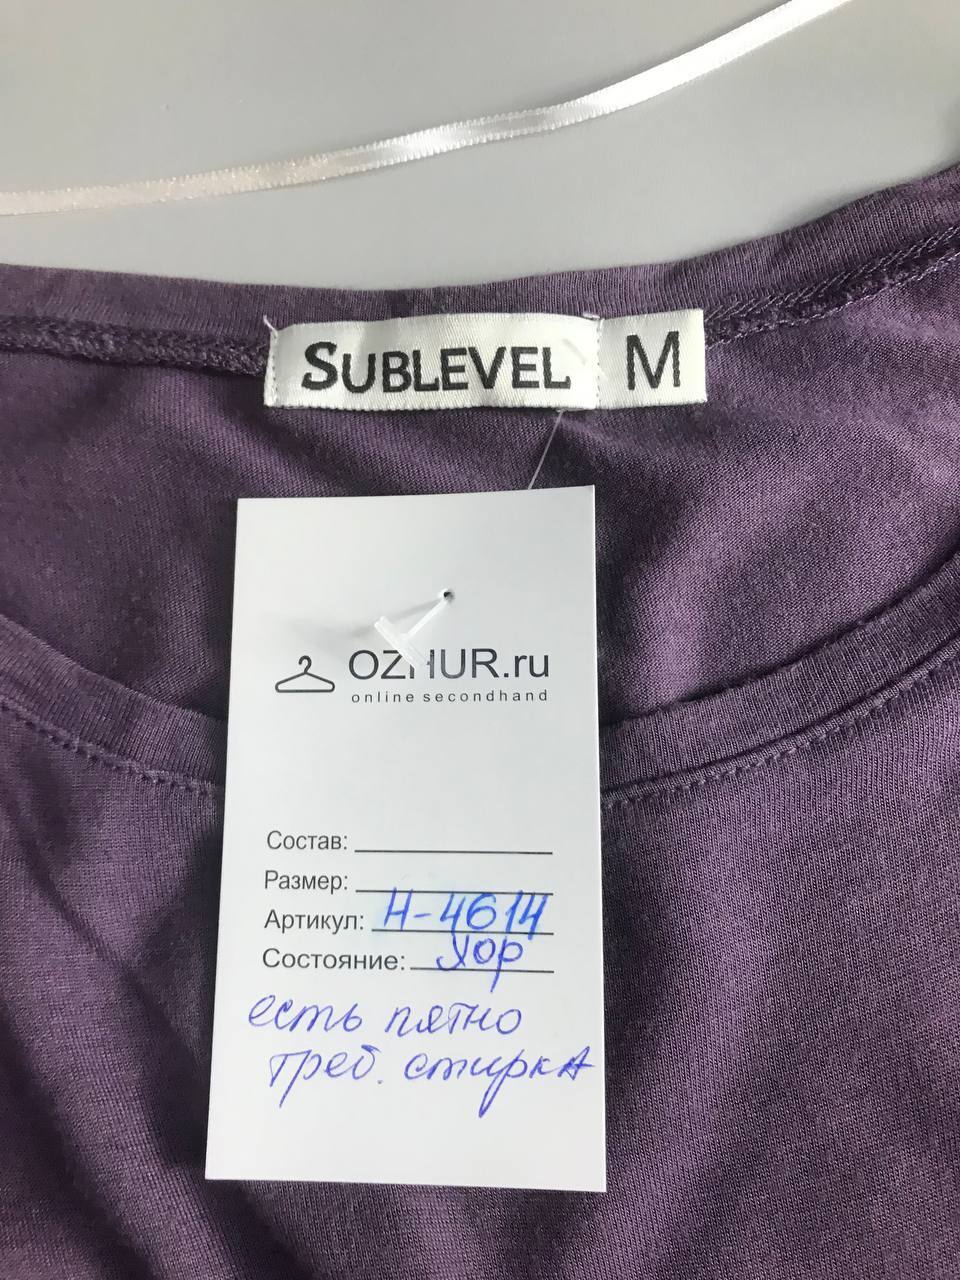 SUBLEVEL M
OZHUR.ru
online secondhand
Состав:
Размер:
Артикул: Н-4614
Состояние: хор
есть пятно
треб. стирка